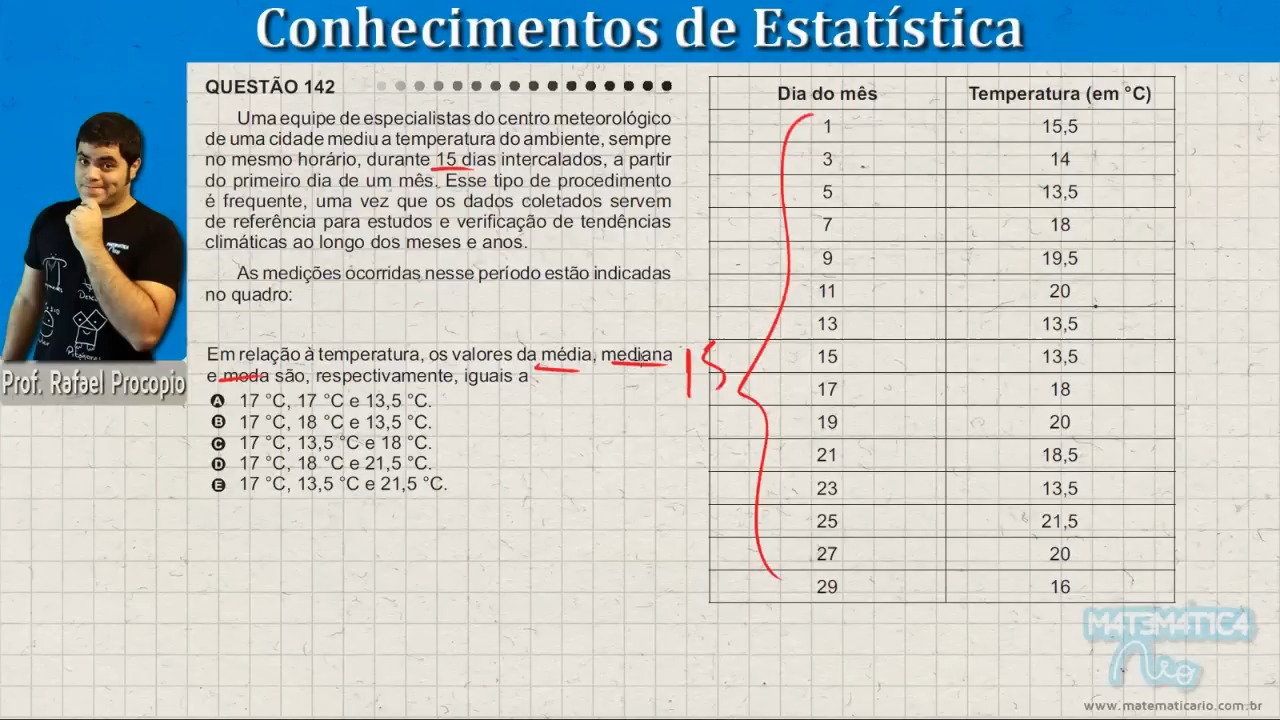 Conhecimentos de Estatística
QUESTÃO 142
Uma equipe de especialistas do centro meteorológico
de uma cidade mediu a temperatura do ambiente, sempre
no mesmo horário, durante 15 dias intercalados, a partir
do primeiro dia de um mês. Esse tipo de procedimento
é frequente, uma vez que os dados coletados servem
de referência para estudos e verificação de tendências
climáticas ao longo dos meses e anos.
As medições ocorridas nesse período estão indicadas
no quadro:
Em relação à temperatura, os valores da média, mediana
e moda são, respectivamente, iguais a
A 17 °C, 17 °C e 13,5 °C.
B 17 °C, 18 °C e 13,5 °C.
C 17 °C, 13,5 °C e 18 °C.
D 17 °C, 18 °C e 21,5 °C.
E 17 °C, 13,5 °C e 21,5 °C.
15
Dia do mês Temperatura (em °C)
1 15,5
3 14
5 13,5
7 18
9 19,5
11 20
13 13,5
15 13,5
17 18
19 20
21 18,5
23 13,5
25 21,5
27 20
29 16
Prof. Rafael Procopio
MATEMATICA
Rio
M4TEM4TIC4
Rio
www.matematicario.com.br